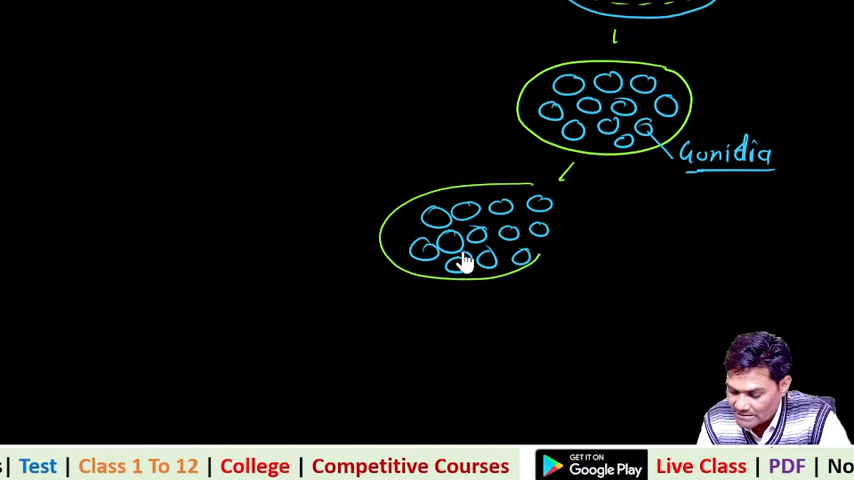 Gonidia
s| Test | Class 1 To 12 | College | Competitive Courses GET IT ON Google Play Live Class | PDF | No